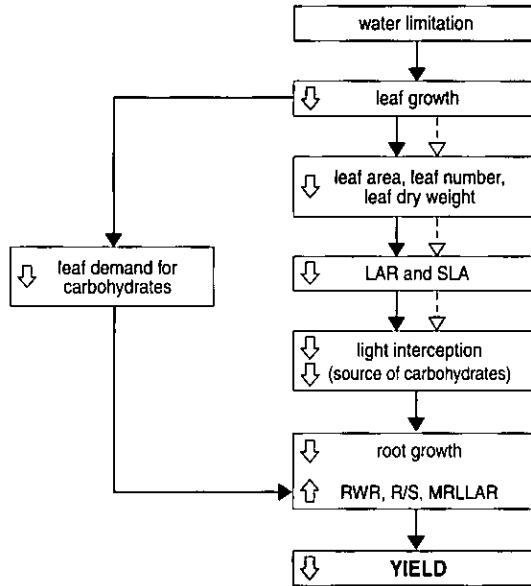 water limitation
leaf growth
leaf area, leaf number,
leaf dry weight
leaf demand for
carbohydrates
LAR and SLA
light interception
(source of carbohydrates)
root growth
RWR, R/S, MRLLAR
YIELD